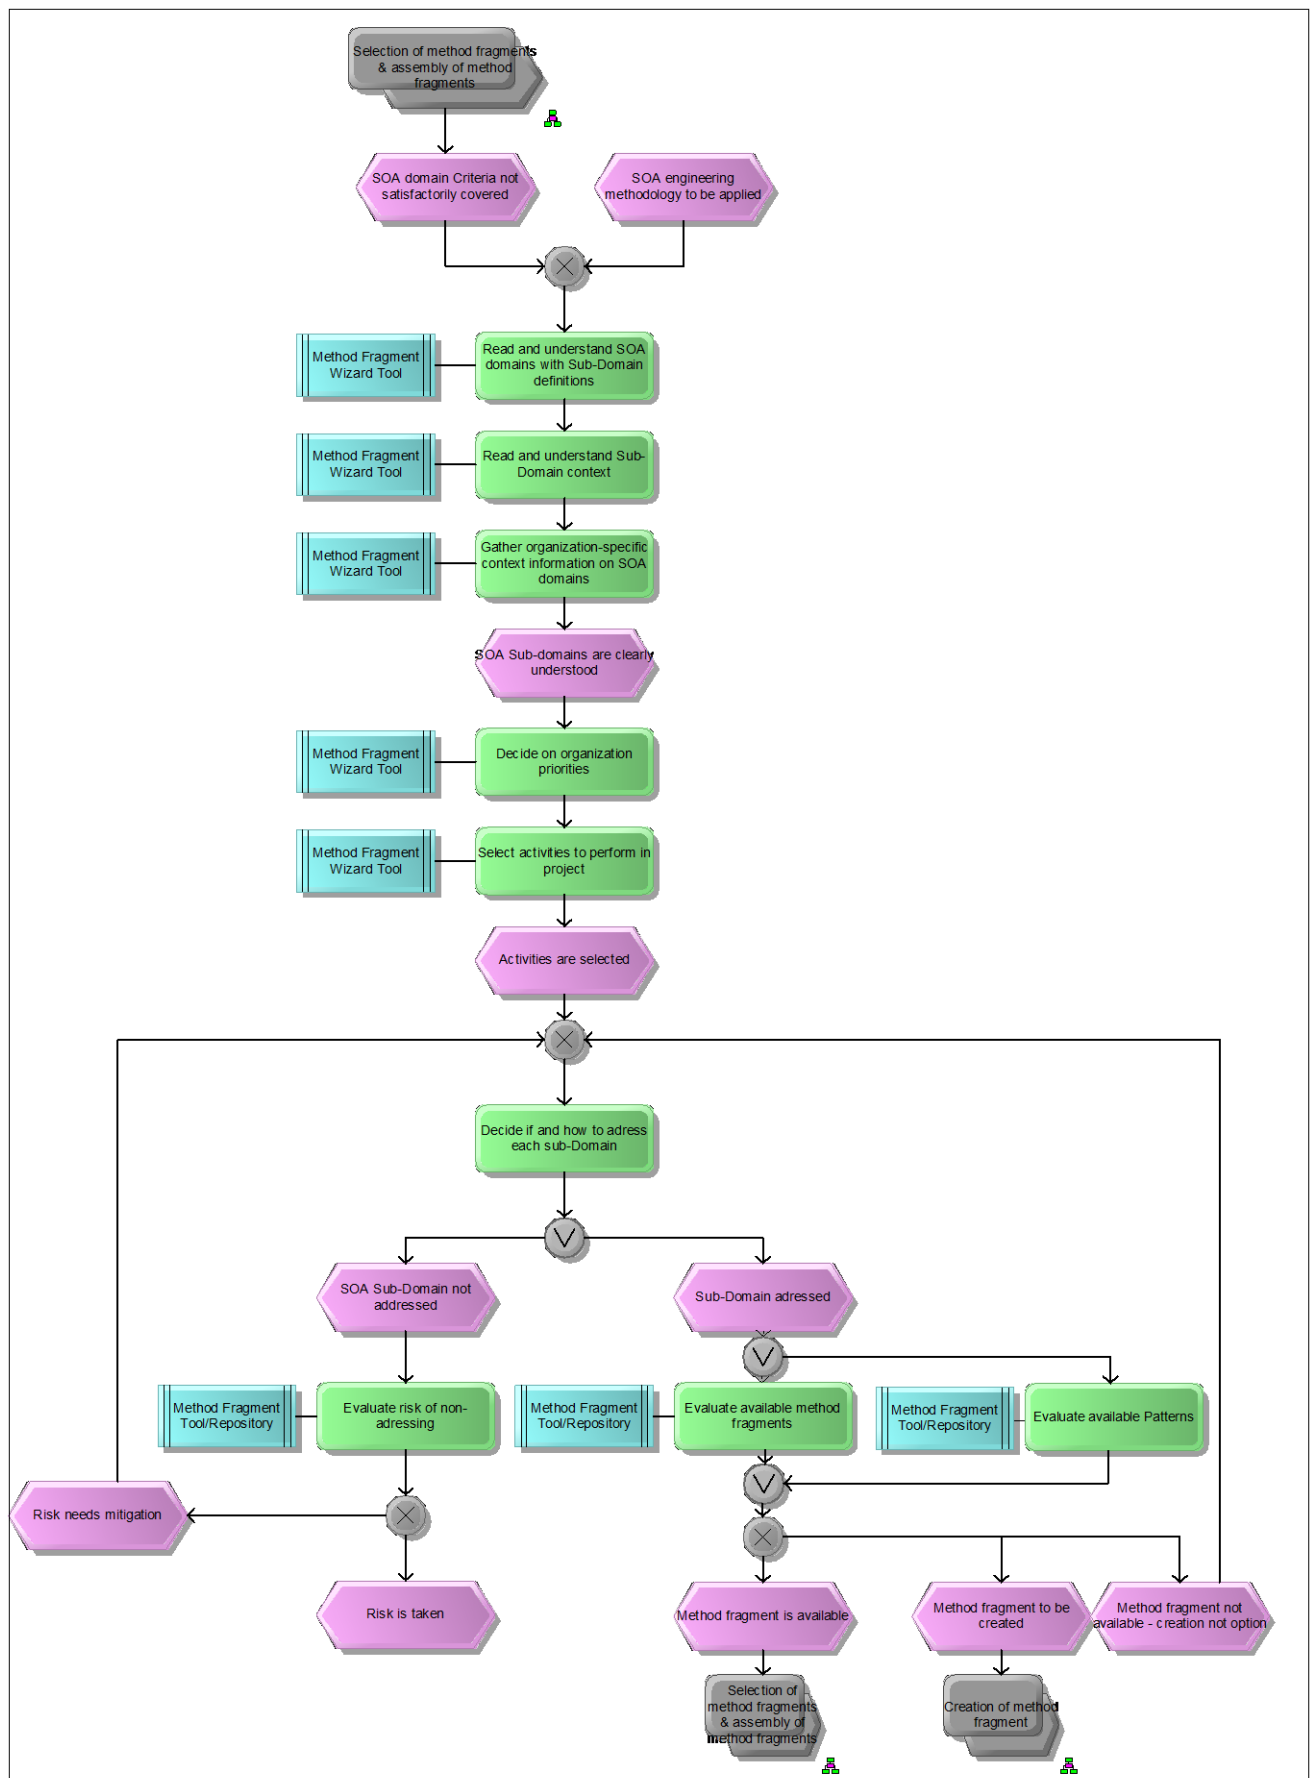 Selection of method fragments
& assembly of method
fragments
SOA domain Criteria not
satisfactorily covered
SOA engineering
methodology to be applied
Method Fragment
Wizard Tool
Read and understand SOA
domains with Sub-Domain
definitions
Method Fragment
Wizard Tool
Read and understand Sub-
Domain context
Method Fragment
Wizard Tool
Gather organization-specific
context information on SOA
domains
SOA Sub-domains are clearly
understood
Method Fragment
Wizard Tool
Decide on organization
priorities
Method Fragment
Wizard Tool
Select activities to perform in
project
Activities are selected
Decide if and how to adress
each sub-Domain
SOA Sub-Domain not
addressed
Sub-Domain adressed
Method Fragment
Tool/Repository
Evaluate risk of non-
adressing
Method Fragment
Tool/Repository
Evaluate available method
fragments
Method Fragment
Tool/Repository
Evaluate available Patterns
Risk needs mitigation
Risk is taken
Method fragment is available
Method fragment to be
created
Method fragment not
available - creation not option
Selection of
method fragments
& assembly of
method fragments
Creation of method
fragment